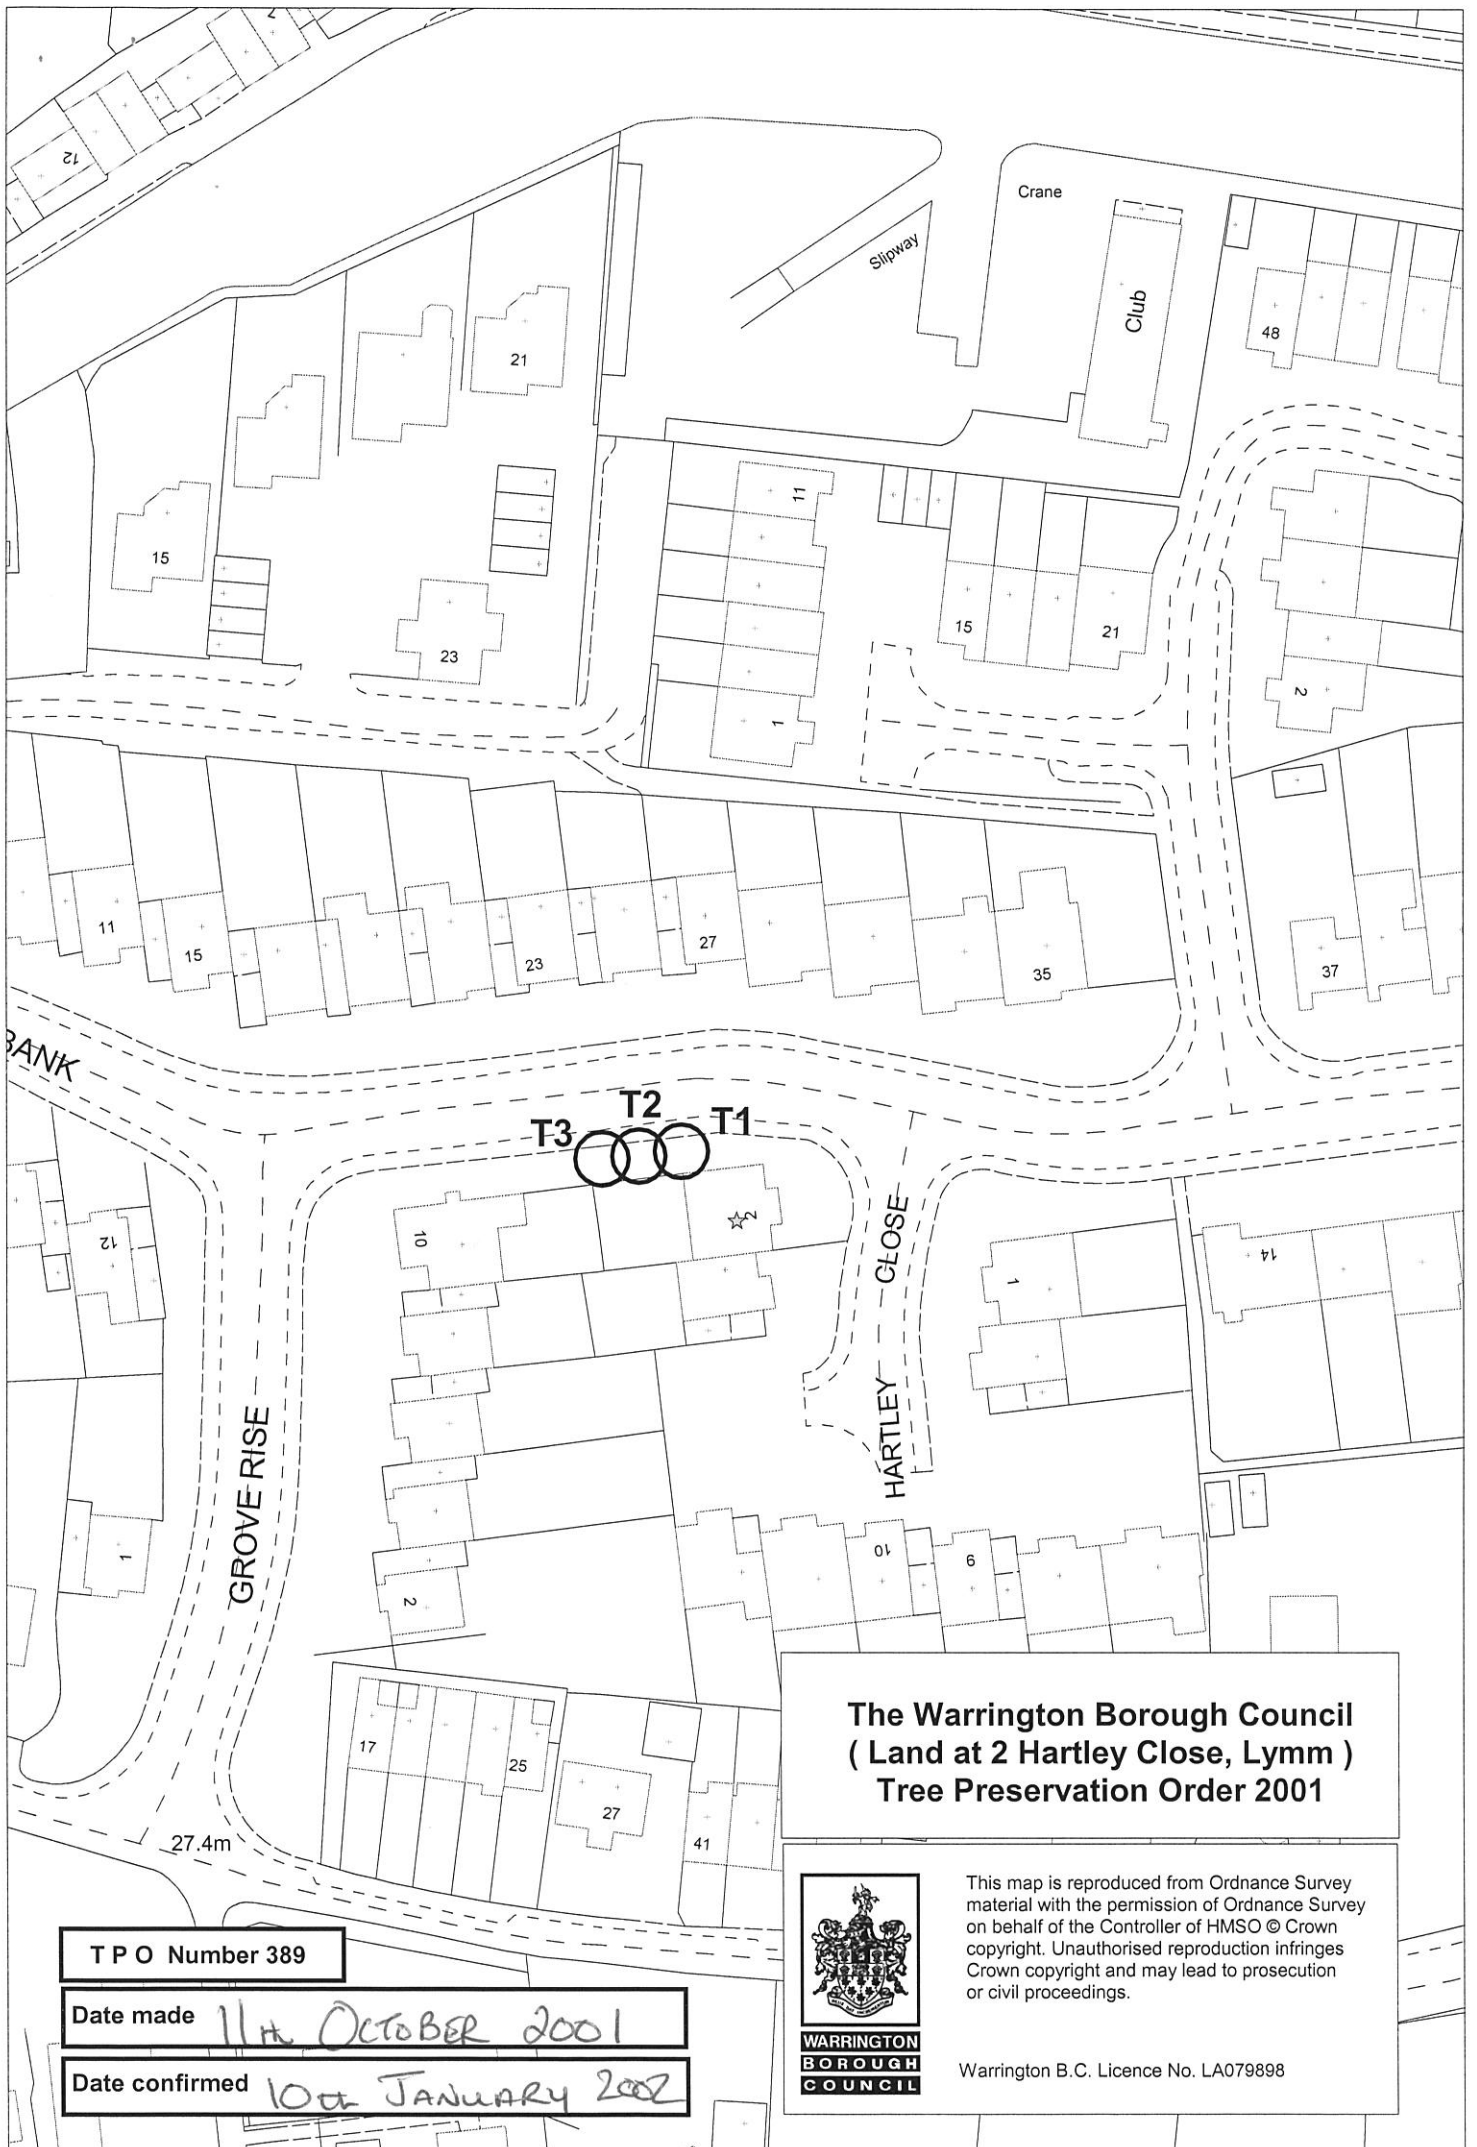 7
12
Crane
Slipway
Club
48
21
15
11
23
15
21
2
1
11
15
23
27
35
37
BANK
T3
T2
T1
2
10
12
1
14
GROVE RISE
HARTLEY CLOSE
1
2
10
6
17
25
27
41
27.4m
The Warrington Borough Council
( Land at 2 Hartley Close, Lymm )
Tree Preservation Order 2001
This map is reproduced from Ordnance Survey
material with the permission of Ordnance Survey
on behalf of the Controller of HMSO © Crown
copyright. Unauthorised reproduction infringes
Crown copyright and may lead to prosecution
or civil proceedings.
WARRINGTON
BOROUGH
COUNCIL
Warrington B.C. Licence No. LA079898
T P O Number 389
Date made 11th OCTOBER 2001
Date confirmed 10th JANUARY 2002